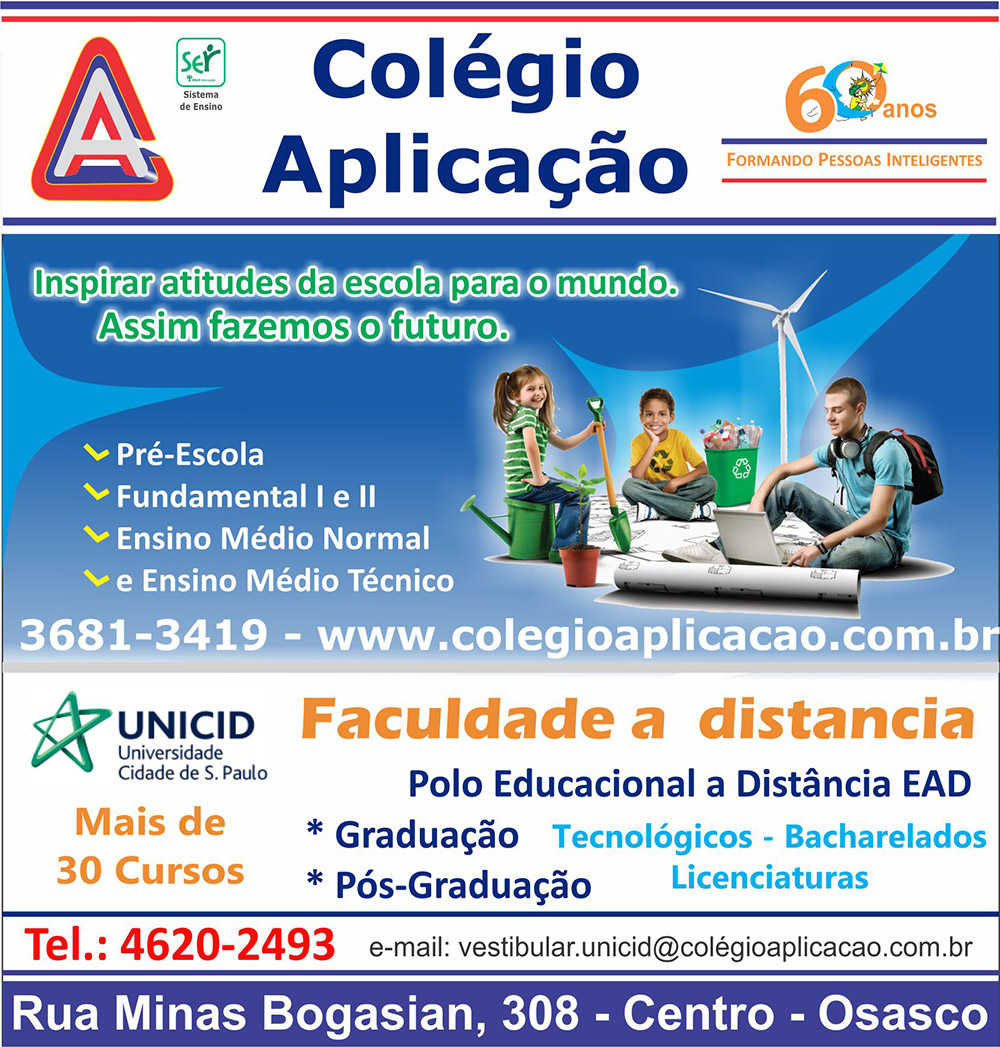 Colégio
Aplicação
A
Ser
Abril educação
Sistema
de Ensino
60 anos
FORMANDO PESSOAS INTELIGENTES
Inspirar atitudes da escola para o mundo.
Assim fazemos o futuro.
Pré-Escola
Fundamental I e II
Ensino Médio Normal
e Ensino Médio Técnico
3681-3419 - www.colegioaplicacao.com.br
UNICID
Universidade
Cidade de S. Paulo
Faculdade a distancia
Polo Educacional a Distância EAD
Mais de
30 Cursos
* Graduação
* Pós-Graduação
Tecnológicos - Bacharelados
Licenciaturas
Tel.: 4620-2493
e-mail: vestibular.unicid@colégioaplicacao.com.br
Rua Minas Bogasian, 308 - Centro - Osasco